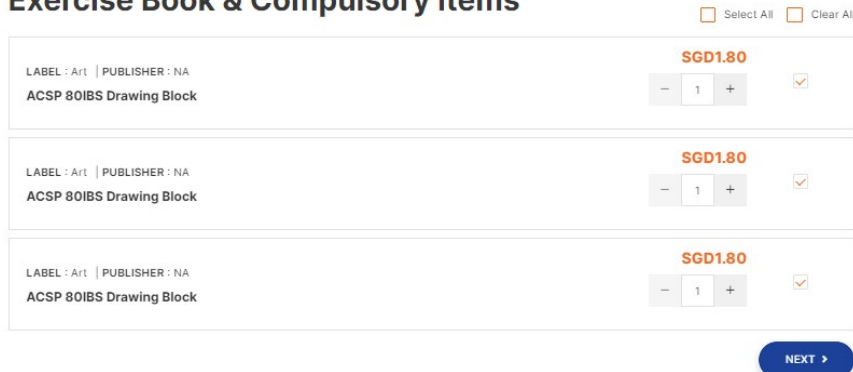 Exercise Book & Compulsory Items
Select All Clear All
SGD1.80
LABEL : Art | PUBLISHER : NA
ACSP 80IBS Drawing Block
− 1 +
SGD1.80
LABEL : Art | PUBLISHER : NA
ACSP 80IBS Drawing Block
− 1 +
SGD1.80
LABEL : Art | PUBLISHER : NA
ACSP 80IBS Drawing Block
− 1 +
NEXT >